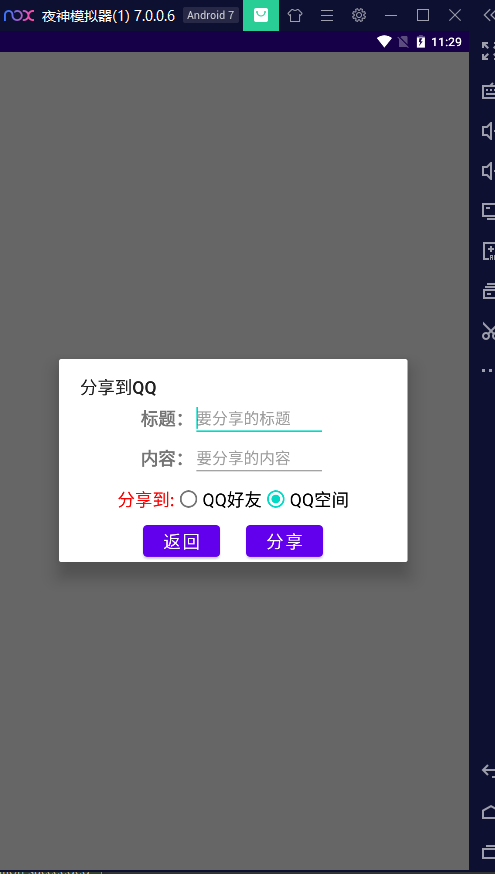 nox 夜神模拟器(1) 7.0.0.6 Android 7
11:29
分享到QQ
标题: 要分享的标题
内容: 要分享的内容
分享到: QQ好友 QQ空间
返回 分享